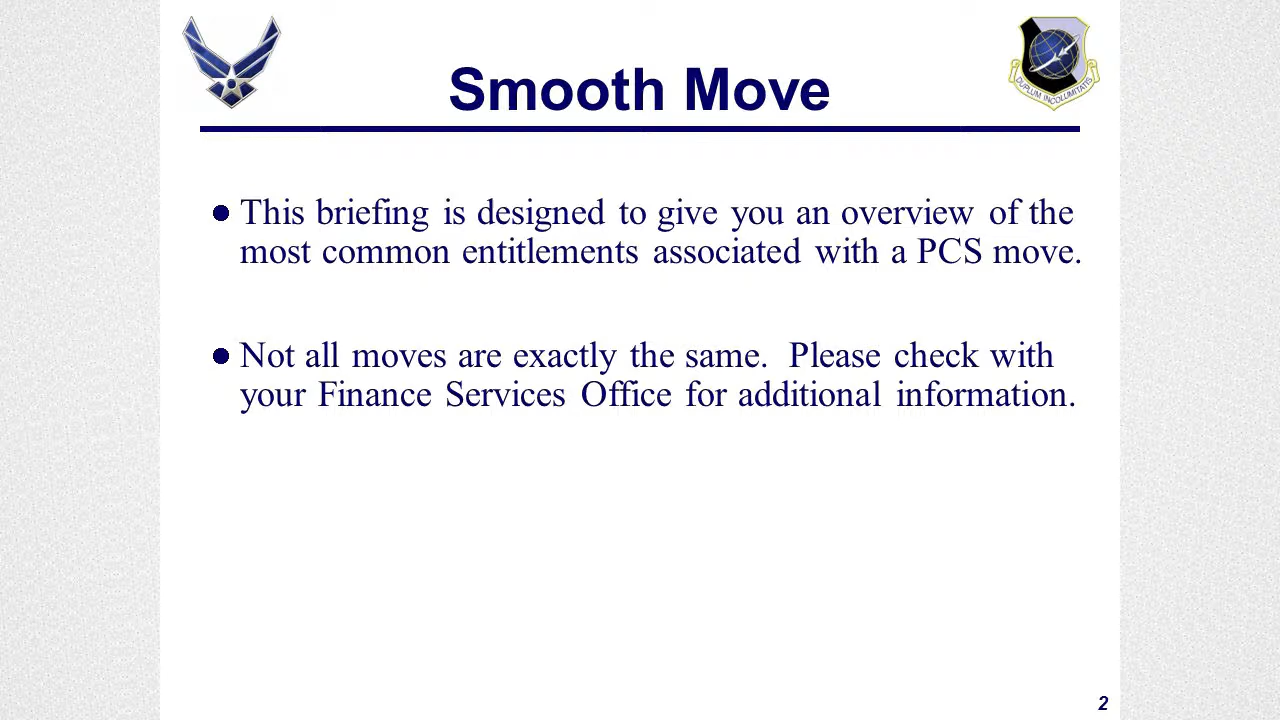 Smooth Move
DUPLUM INCOLUMITATIS
This briefing is designed to give you an overview of the
most common entitlements associated with a PCS move.
Not all moves are exactly the same. Please check with
your Finance Services Office for additional information.
2